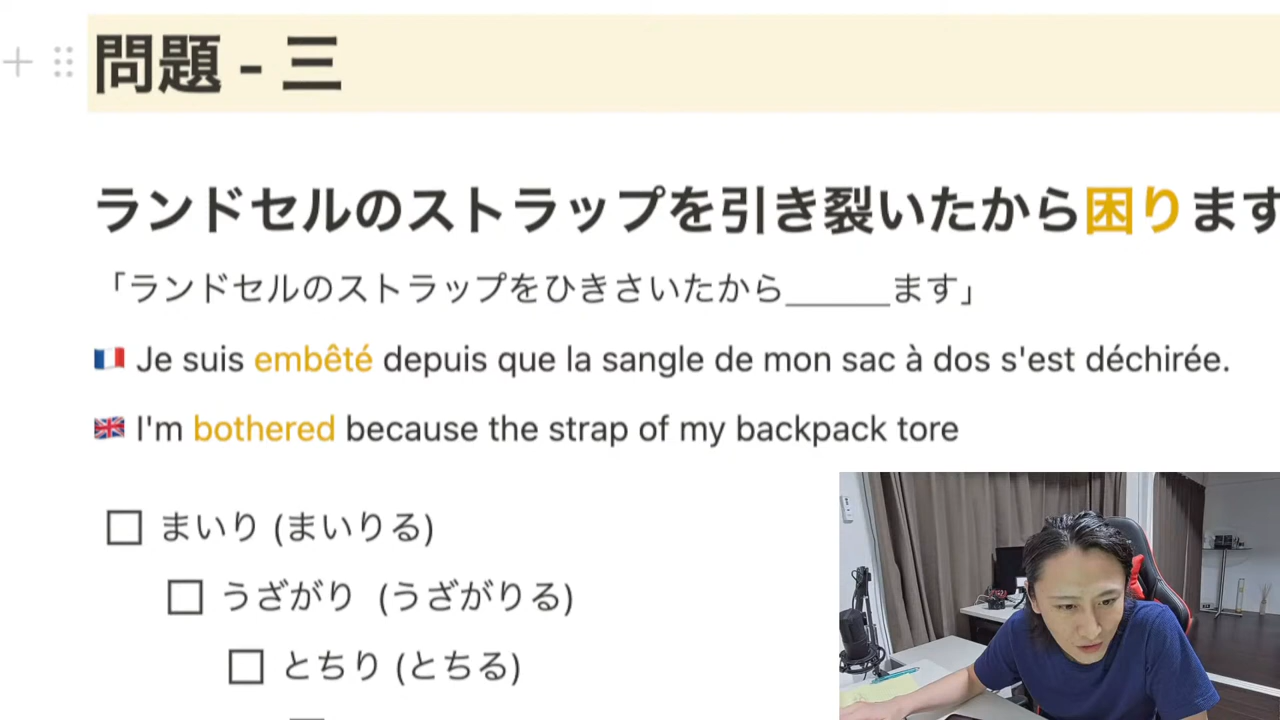 問題 - 三
ランドセルのストラップを引き裂いたから困ります
「ランドセルのストラップをひきさいたから______ます」
Je suis embêté depuis que la sangle de mon sac à dos s'est déchirée.
I'm bothered because the strap of my backpack tore
まいり (まいりる)
うざがり (うざがりる)
とちり (とちる)